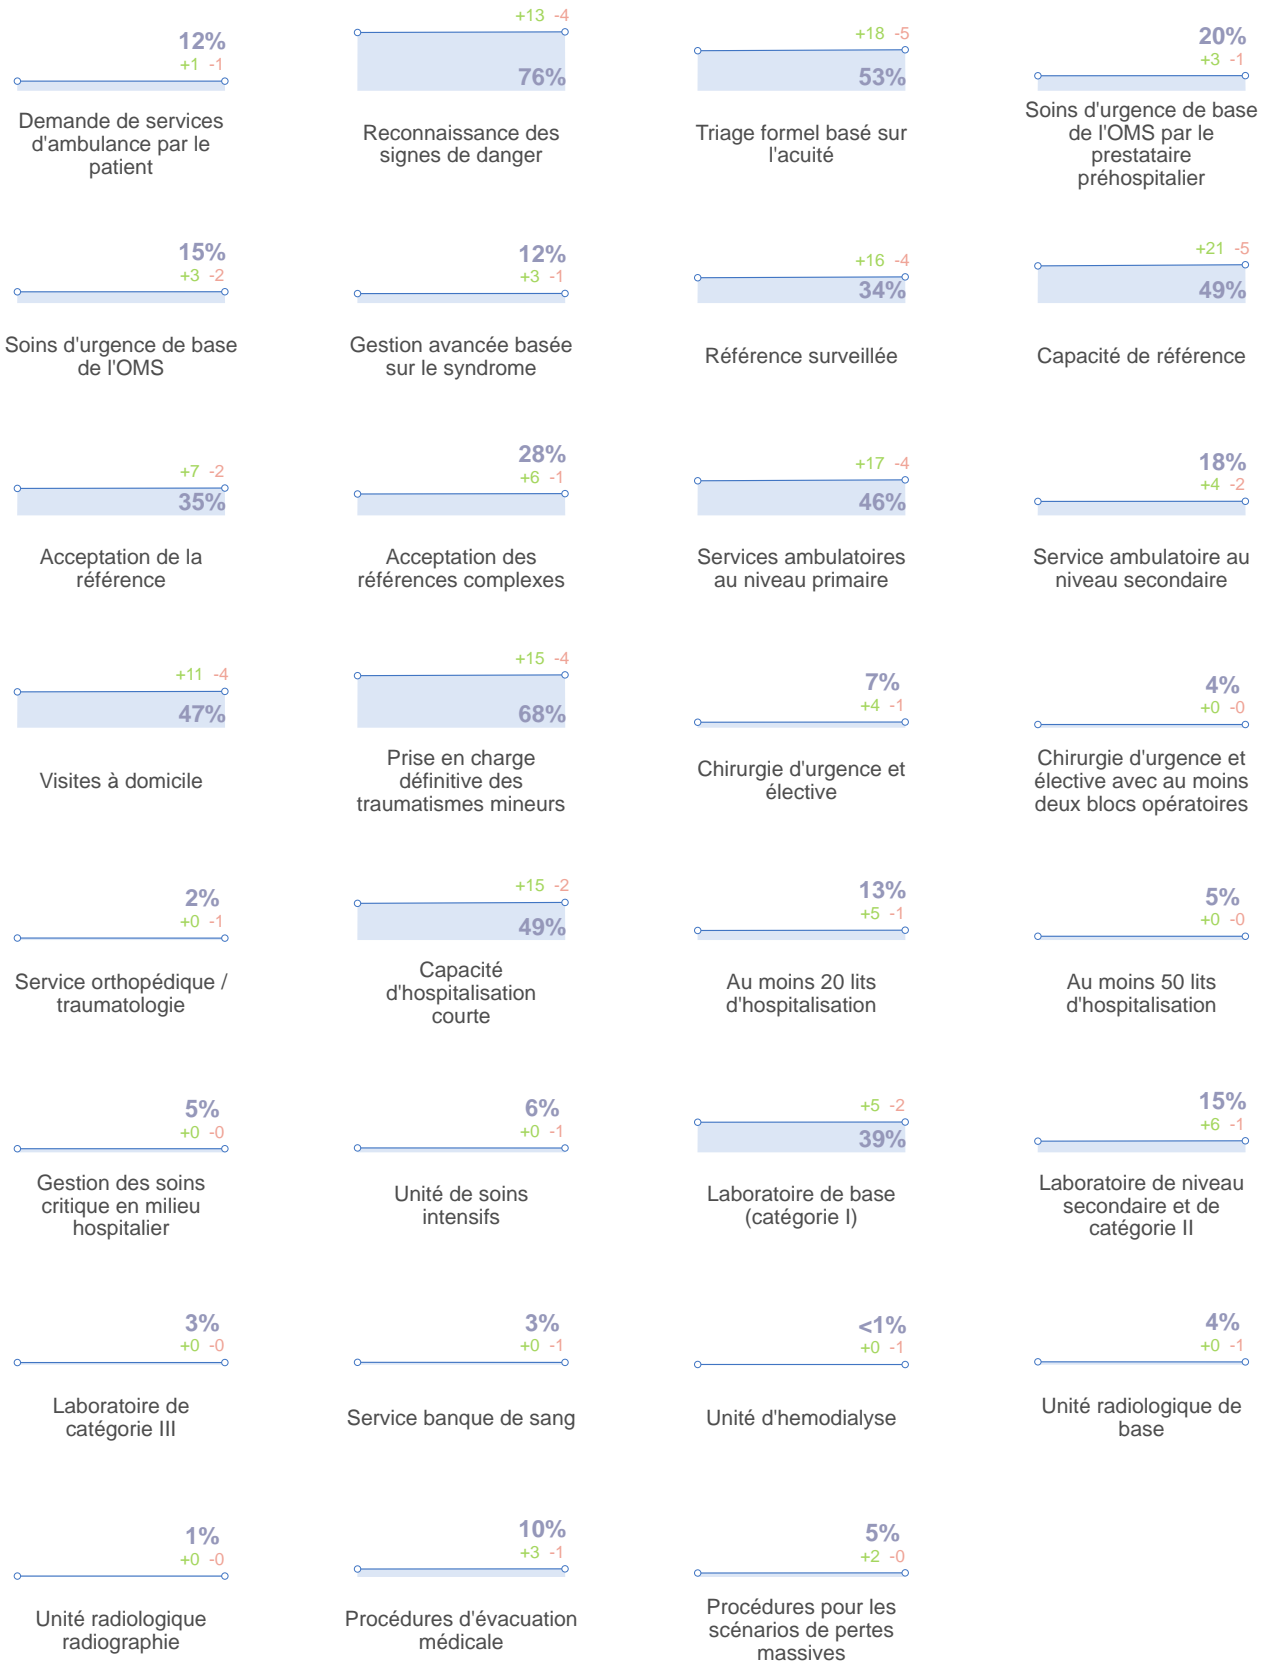 12%
+1 -1
Demande de services
d'ambulance par le
patient
+13 -4
76%
Reconnaissance des
signes de danger
+18 -5
53%
Triage formel basé sur
l'acuité
20%
+3 -1
Soins d'urgence de base
de l'OMS par le
prestataire
préhospitalier
15%
+3 -2
Soins d'urgence de base
de l'OMS
12%
+3 -1
Gestion avancée basée
sur le syndrome
+16 -4
34%
Référence surveillée
+21 -5
49%
Capacité de référence
+7 -2
35%
Acceptation de la
référence
28%
+6 -1
Acceptation des
références complexes
+17 -4
46%
Services ambulatoires
au niveau primaire
18%
+4 -2
Service ambulatoire au
niveau secondaire
+11 -4
47%
Visites à domicile
+15 -4
68%
Prise en charge
définitive des
traumatismes mineurs
7%
+4 -1
Chirurgie d'urgence et
élective
4%
+0 -0
Chirurgie d'urgence et
élective avec au moins
deux blocs opératoires
2%
+0 -1
Service orthopédique /
traumatologie
+15 -2
49%
Capacité
d'hospitalisation
courte
13%
+5 -1
Au moins 20 lits
d'hospitalisation
5%
+0 -0
Au moins 50 lits
d'hospitalisation
5%
+0 -0
Gestion des soins
critique en milieu
hospitalier
6%
+0 -1
Unité de soins
intensifs
+5 -2
39%
Laboratoire de base
(catégorie I)
15%
+6 -1
Laboratoire de niveau
secondaire et de
catégorie II
3%
+0 -0
Laboratoire de
catégorie III
3%
+0 -1
Service banque de sang
<1%
+0 -1
Unité d'hemodialyse
4%
+0 -1
Unité radiologique de
base
1%
+0 -0
Unité radiologique
radiographie
10%
+3 -1
Procédures d'évacuation
médicale
5%
+2 -0
Procédures pour les
scénarios de pertes
massives